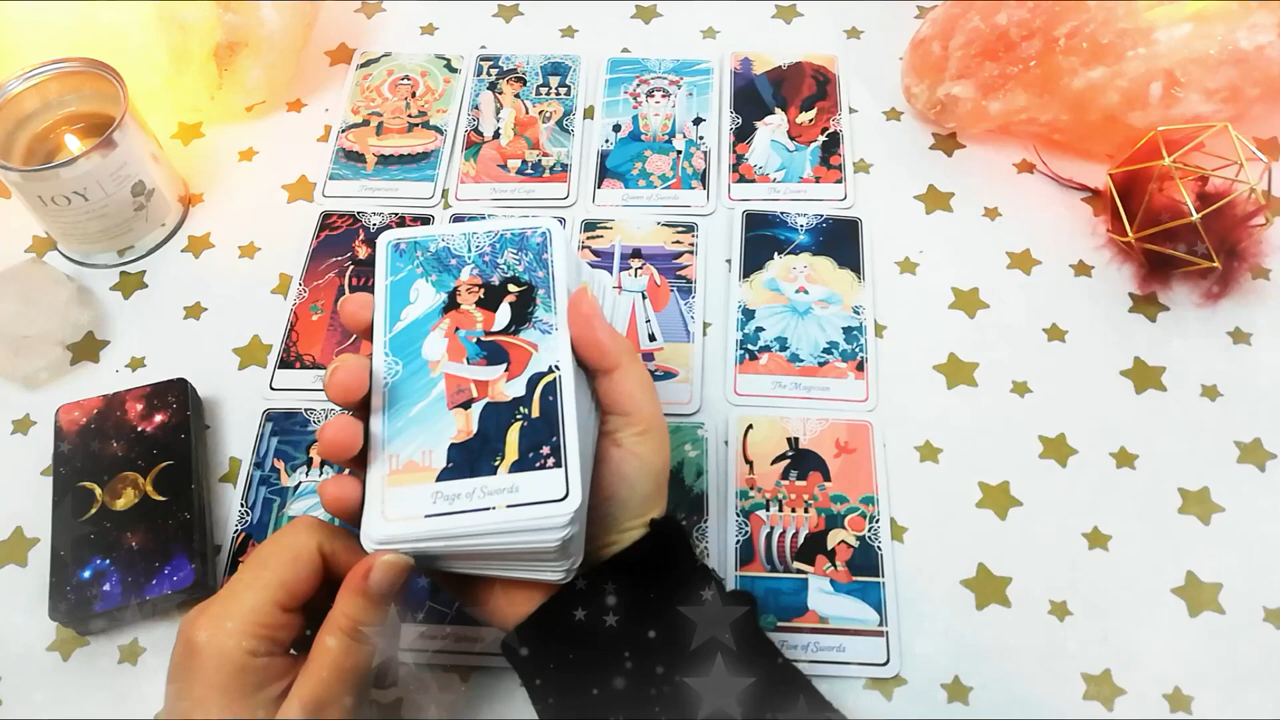 Temperance
Nine of Cups
Queen of Swords
The Lovers
JOY
The Magician
Page of Swords
Five of Swords